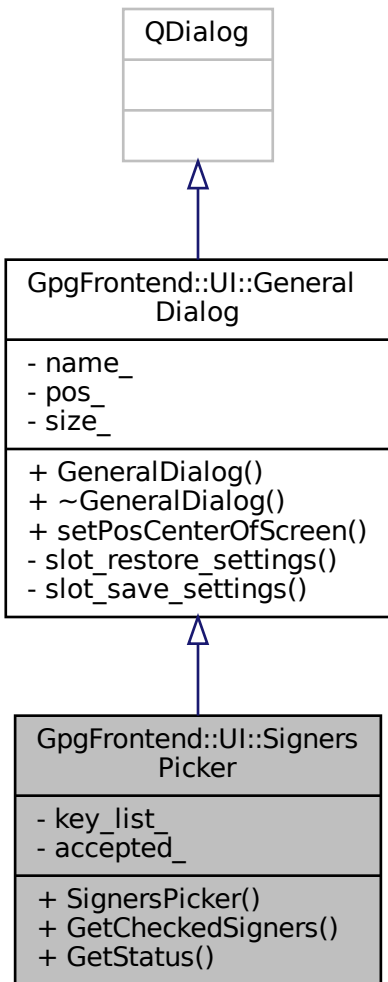 QDialog
GpgFrontend::UI::General
Dialog
- name_
- pos_
- size_
+ GeneralDialog()
+ ~GeneralDialog()
+ setPosCenterOfScreen()
- slot_restore_settings()
- slot_save_settings()
GpgFrontend::UI::Signers
Picker
- key_list_
- accepted_
+ SignersPicker()
+ GetCheckedSigners()
+ GetStatus()